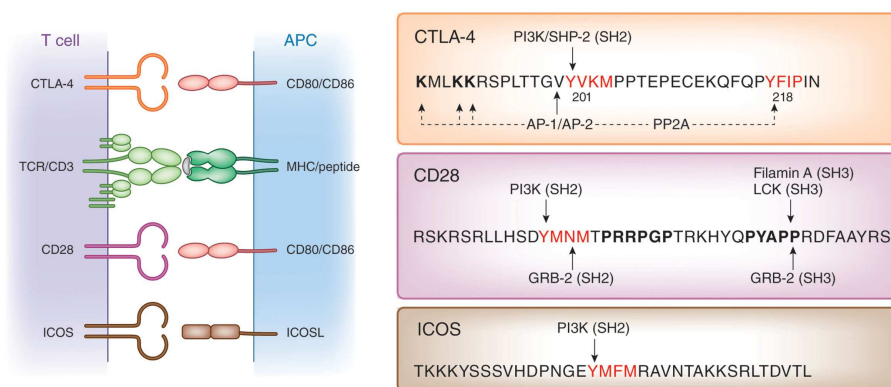 T cell
APC
CTLA-4
CD80/CD86
TCR/CD3
MHC/peptide
CD28
CD80/CD86
ICOS
ICOSL
CTLA-4
PI3K/SHP-2 (SH2)
KMLKKRSPLTTGVYVKMPPTEPECEKQFQPYFIPIN
201
218
AP-1/AP-2
PP2A
CD28
Filamin A (SH3)
PI3K (SH2)
LCK (SH3)
RSKRSRLLHSDYMNMTPRRPGPTRKHYQPYAPPRDFAAYRS
GRB-2 (SH2)
GRB-2 (SH3)
ICOS
PI3K (SH2)
TKKKYSSSVHDPNGEYMFMRAVNTAKKSRLTDVTL